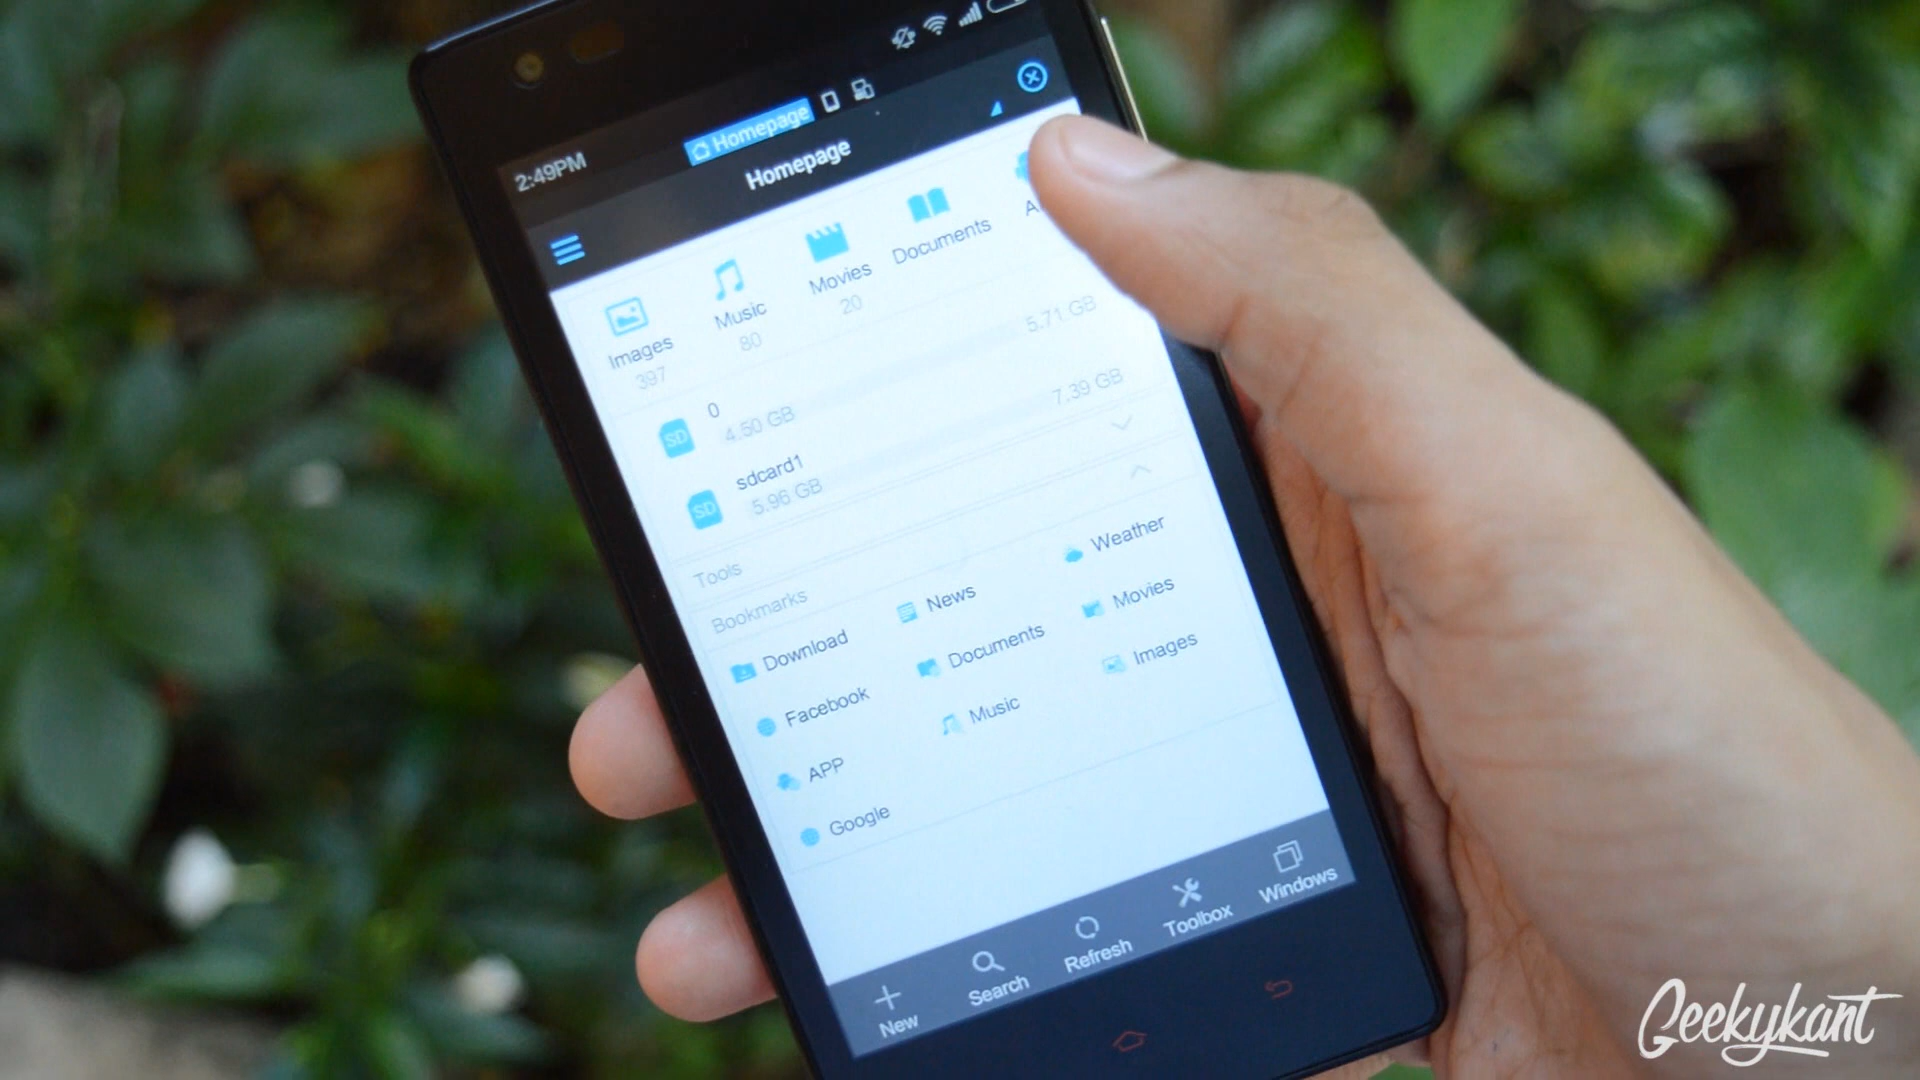 2:49PM
Homepage
Homepage
Images
397
Music
80
Movies
20
Documents
A
SD
0
4.50 GB
5.71 GB
SD
sdcard1
5.96 GB
7.39 GB
Tools
Bookmarks
Download
News
Weather
Facebook
Documents
Movies
APP
Music
Images
Google
New
Search
Refresh
Toolbox
Windows
Geekykant